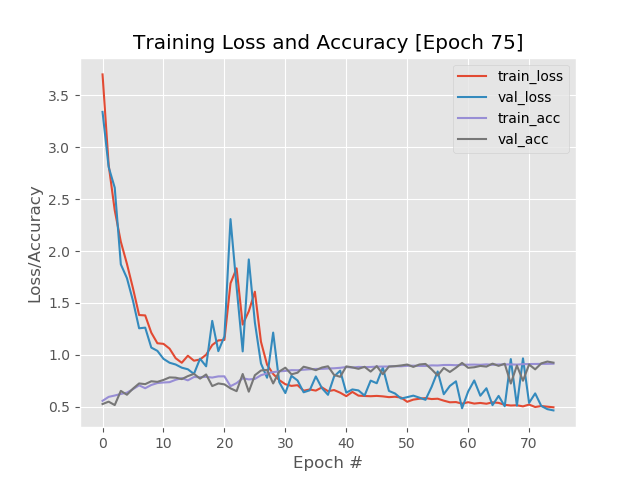 Training Loss and Accuracy [Epoch 75]
train_loss
val_loss
train_acc
val_acc
Loss/Accuracy
3.5
3.0
2.5
2.0
1.5
1.0
0.5
0 10 20 30 40 50 60 70
Epoch #